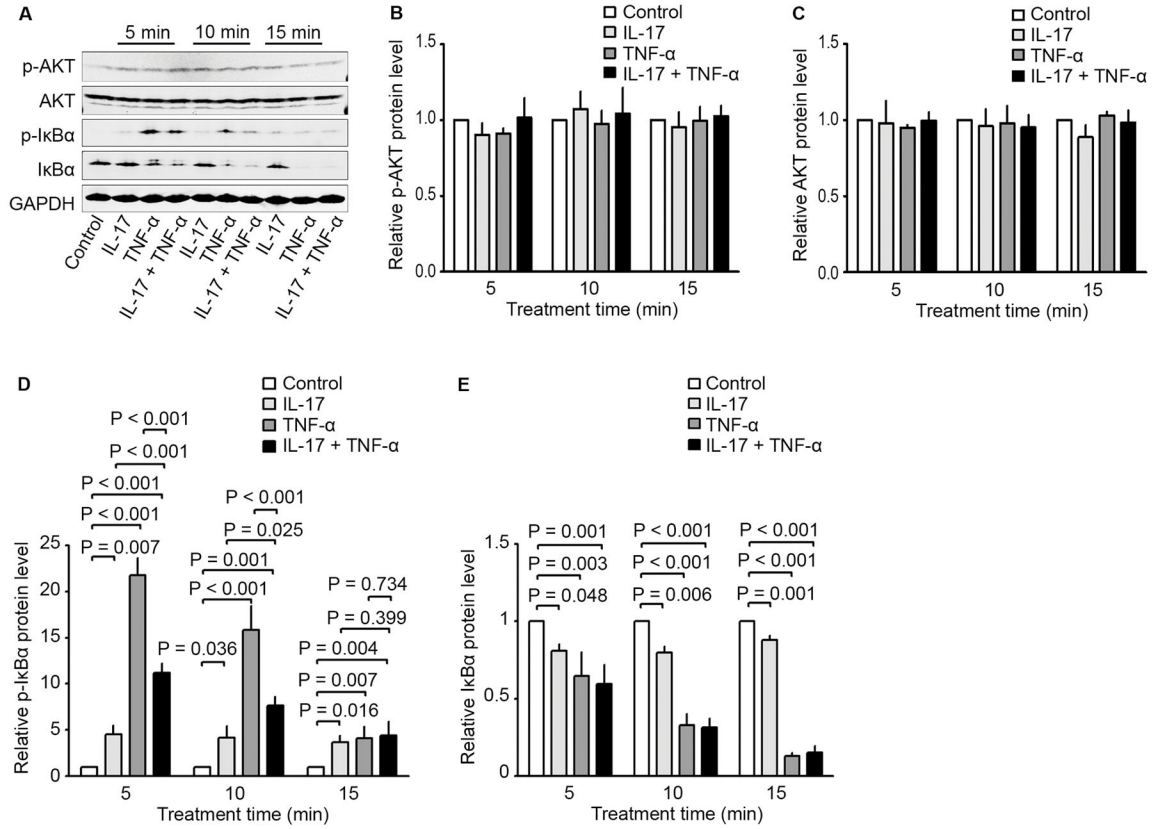 A
5 min 10 min 15 min
p-AKT
AKT
p-IκBα
IκBα
GAPDH
Control
IL-17
TNF-α
IL-17 + TNF-α
IL-17
TNF-α
IL-17 + TNF-α
IL-17
TNF-α
IL-17 + TNF-α
B
Control
IL-17
TNF-α
IL-17 + TNF-α
Relative p-AKT protein level
1.5
1.0
0.5
0.0
5 10 15
Treatment time (min)
C
Control
IL-17
TNF-α
IL-17 + TNF-α
Relative AKT protein level
1.5
1.0
0.5
0.0
5 10 15
Treatment time (min)
D
Control
IL-17
TNF-α
IL-17 + TNF-α
Relative p-IκBα protein level
25
20
15
10
5
0
P < 0.001
P < 0.001
P < 0.001
P < 0.001
P = 0.007
P < 0.001
P = 0.025
P = 0.001
P < 0.001
P = 0.036
P = 0.734
P = 0.399
P = 0.004
P = 0.007
P = 0.016
5 10 15
Treatment time (min)
E
Control
IL-17
TNF-α
IL-17 + TNF-α
Relative IκBα protein level
1.5
1
0.5
0
P = 0.001
P = 0.003
P = 0.048
P < 0.001
P < 0.001
P = 0.006
P < 0.001
P < 0.001
P = 0.001
5 10 15
Treatment time (min)